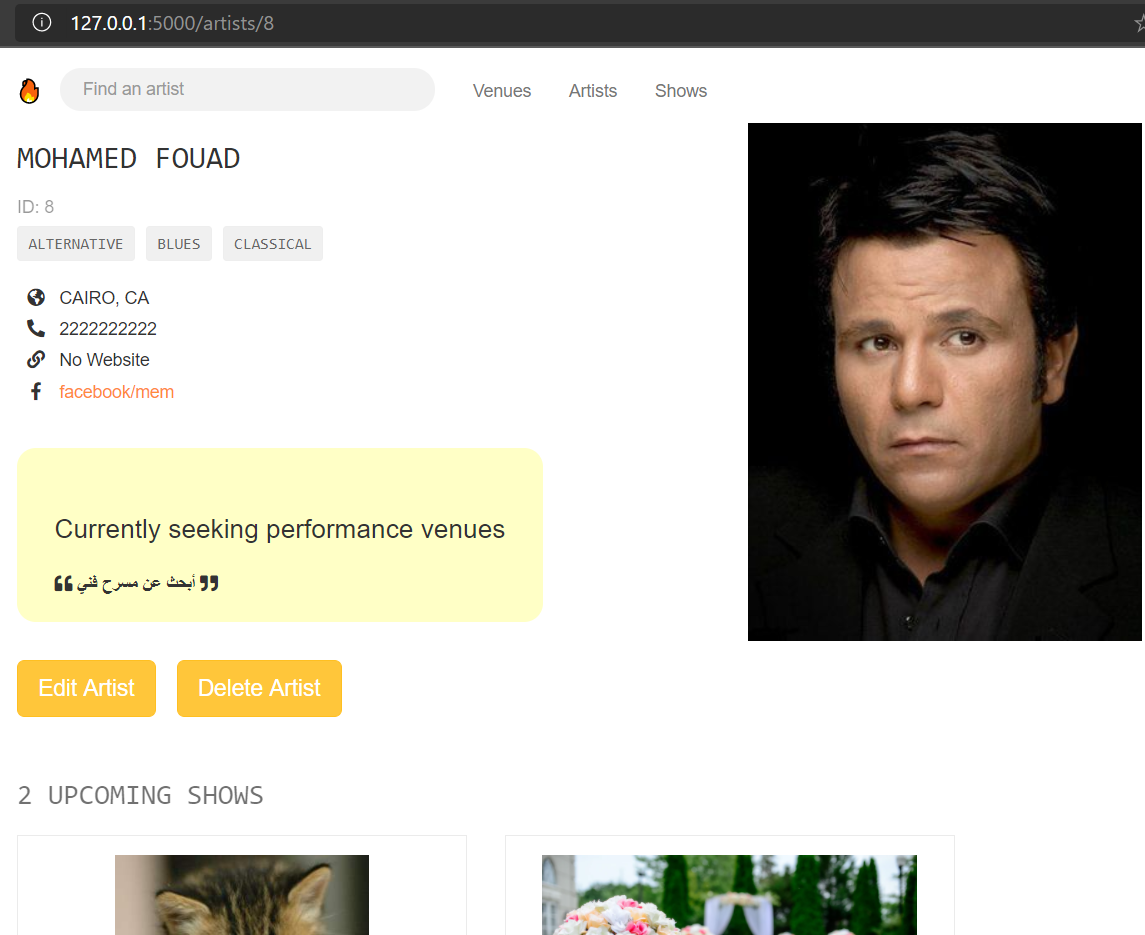 127.0.0.1:5000/artists/8
Find an artist
Venues Artists Shows
MOHAMED FOUAD
ID: 8
ALTERNATIVE BLUES CLASSICAL
CAIRO, CA
2222222222
No Website
facebook/mem
Currently seeking performance venues
❝ أبحث عن مسرح فني ❞
Edit Artist Delete Artist
2 UPCOMING SHOWS